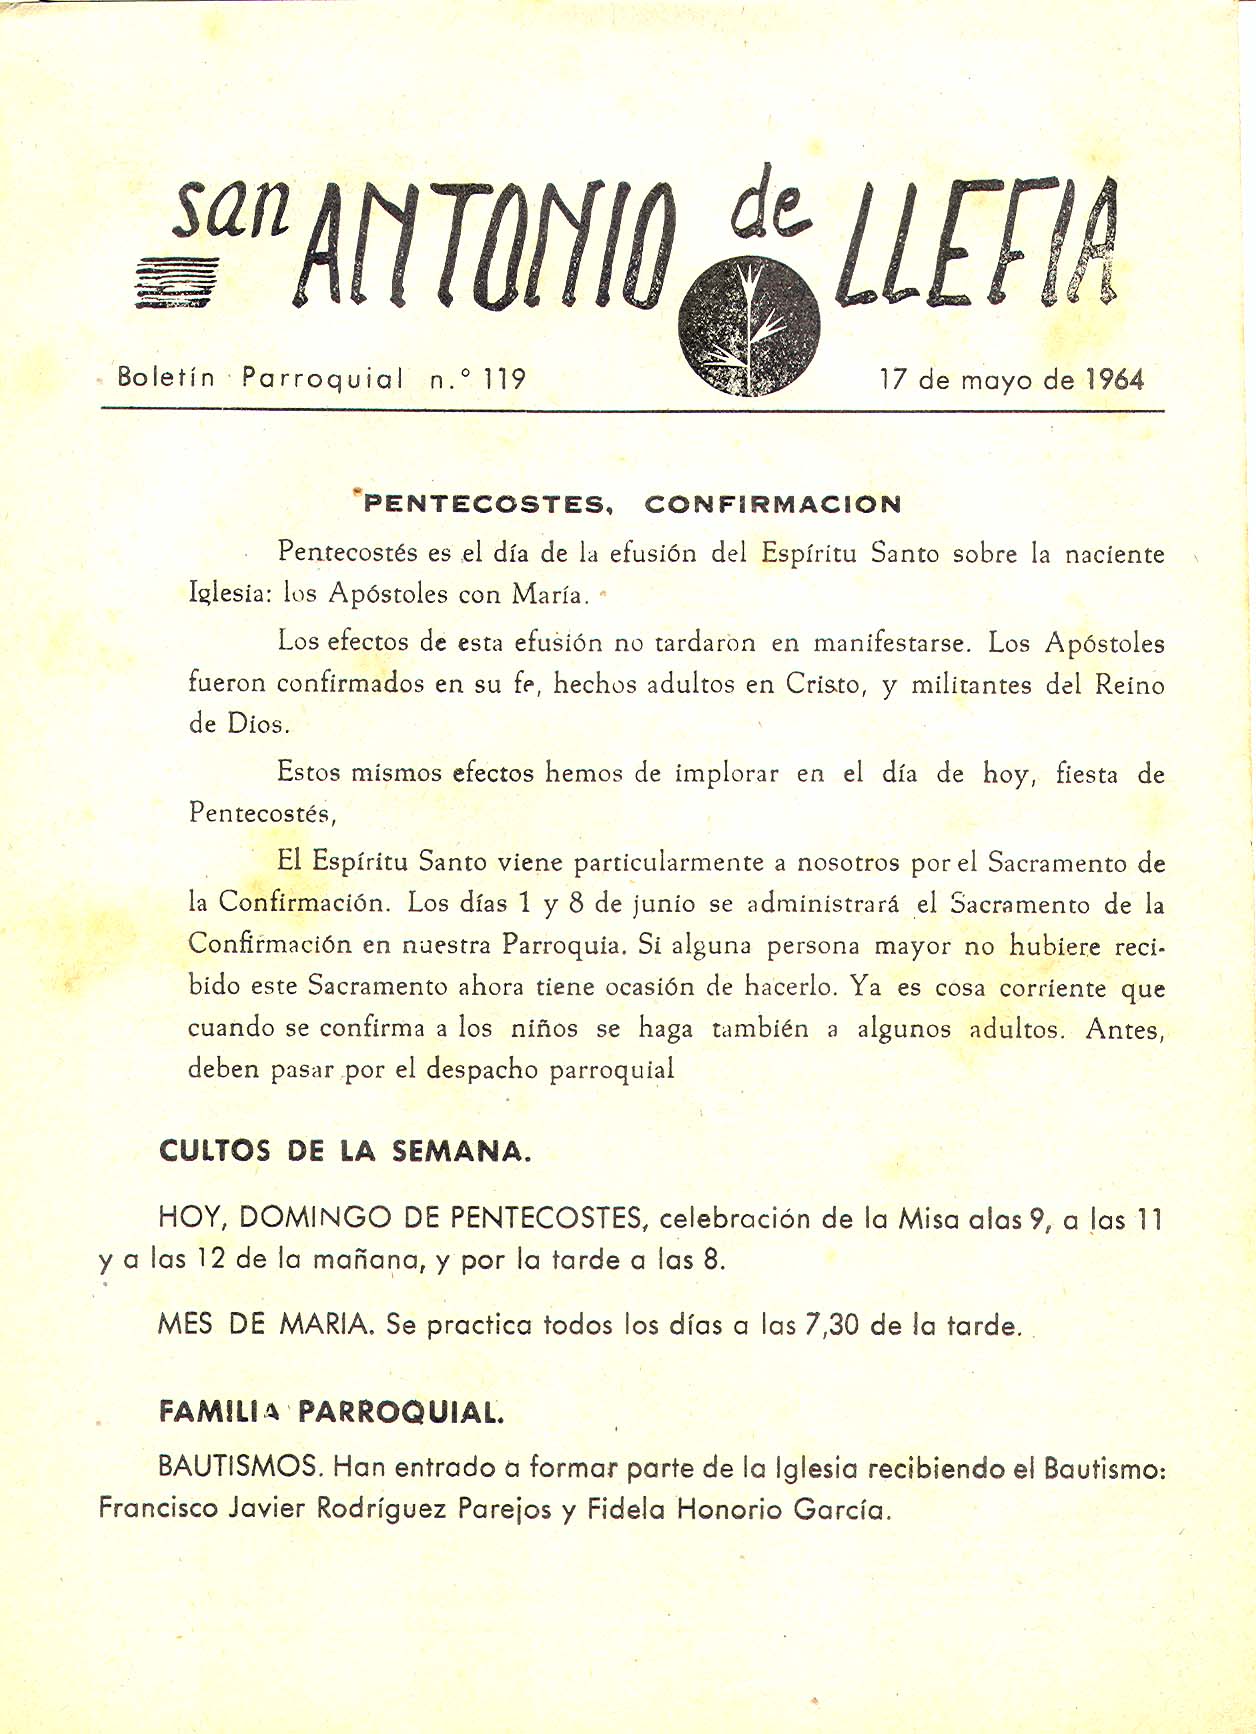 san ANTONIO de LLEFIA
Boletín Parroquial n.° 119 17 de mayo de 1964
PENTECOSTES, CONFIRMACION
Pentecostés es el día de la efusión del Espíritu Santo sobre la naciente
Iglesia: los Apóstoles con María.
Los efectos de esta efusión no tardaron en manifestarse. Los Apóstoles
fueron confirmados en su fe, hechos adultos en Cristo, y militantes del Reino
de Dios.
Estos mismos efectos hemos de implorar en el día de hoy, fiesta de
Pentecostés,
El Espíritu Santo viene particularmente a nosotros por el Sacramento de
la Confirmación. Los días 1 y 8 de junio se administrará el Sacramento de la
Confirmación en nuestra Parroquia. Si alguna persona mayor no hubiere reci-
bido este Sacramento ahora tiene ocasión de hacerlo. Ya es cosa corriente que
cuando se confirma a los niños se haga también a algunos adultos. Antes,
deben pasar por el despacho parroquial
CULTOS DE LA SEMANA.
HOY, DOMINGO DE PENTECOSTES, celebración de la Misa alas 9, a las 11
y a las 12 de la mañana, y por la tarde a las 8.
MES DE MARIA. Se practica todos los días a las 7,30 de la tarde.
FAMILIA PARROQUIAL.
BAUTISMOS. Han entrado a formar parte de la Iglesia recibiendo el Bautismo:
Francisco Javier Rodríguez Parejos y Fidela Honorio García.